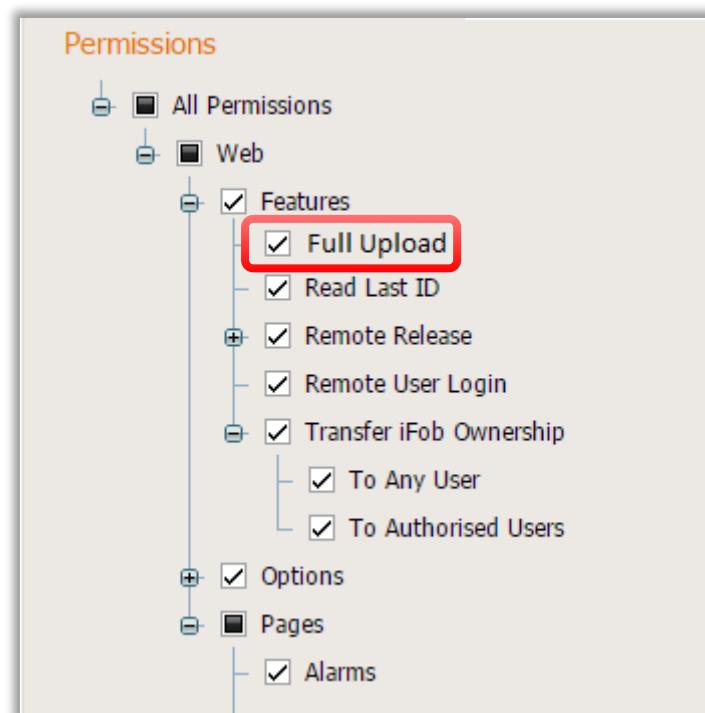 Permissions
All Permissions
Web
Features
Full Upload
Read Last ID
Remote Release
Remote User Login
Transfer iFob Ownership
To Any User
To Authorised Users
Options
Pages
Alarms